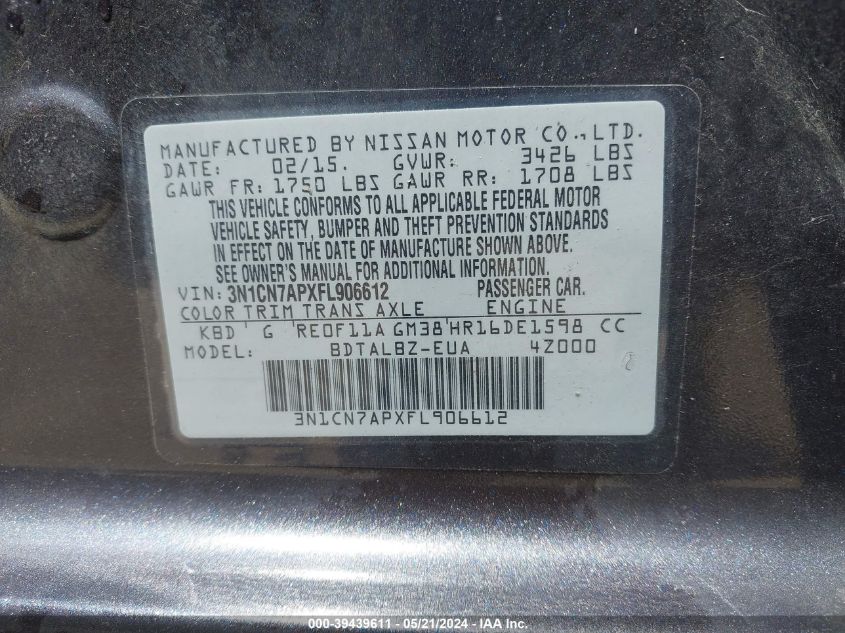 MANUFACTURED BY NISSAN MOTOR CO., LTD.
DATE: 02/15. GVWR: 3426 LBS
GAWR FR: 1750 LBS GAWR RR: 1708 LBS
THIS VEHICLE CONFORMS TO ALL APPLICABLE FEDERAL MOTOR
VEHICLE SAFETY, BUMPER AND THEFT PREVENTION STANDARDS
IN EFFECT ON THE DATE OF MANUFACTURE SHOWN ABOVE.
SEE OWNER'S MANUAL FOR ADDITIONAL INFORMATION.
VIN: 3N1CN7APXFL906612 PASSENGER CAR.
COLOR TRIM TRANS AXLE ENGINE
KBD G RE0F11A GM38 HR16DE1598 CC
MODEL: BDTALBZ-EUA 4Z000
8
3N1CN7APXFL906612
000-39439611 - 05/21/2024 - IAA Inc.